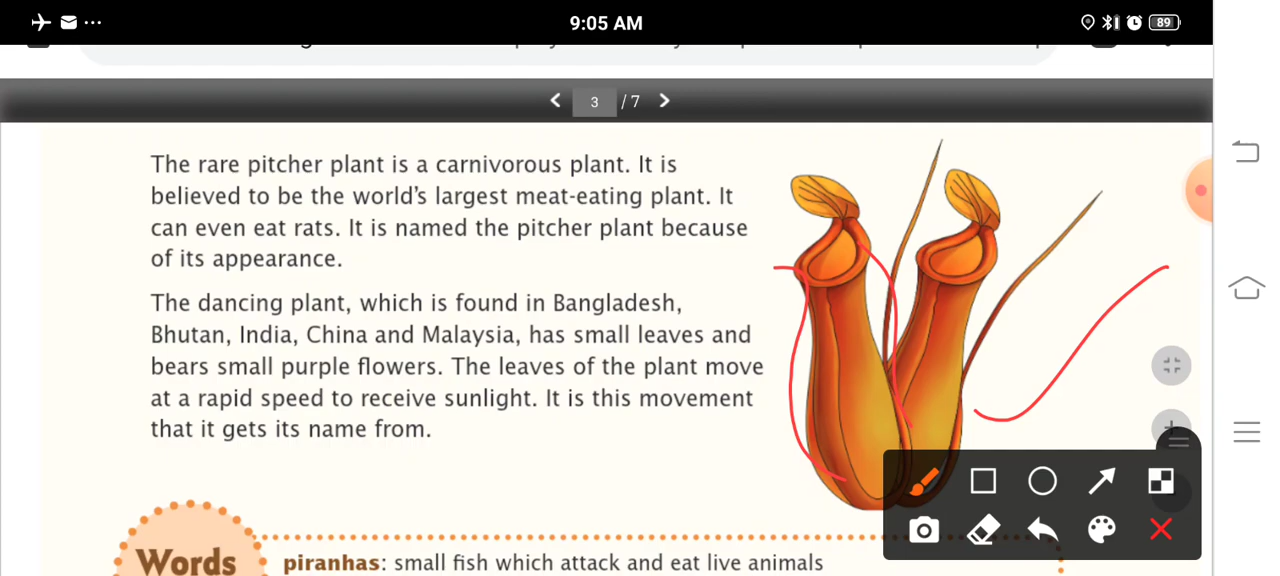 9:05 AM
89
3 / 7
The rare pitcher plant is a carnivorous plant. It is
believed to be the world's largest meat-eating plant. It
can even eat rats. It is named the pitcher plant because
of its appearance.
The dancing plant, which is found in Bangladesh,
Bhutan, India, China and Malaysia, has small leaves and
bears small purple flowers. The leaves of the plant move
at a rapid speed to receive sunlight. It is this movement
that it gets its name from.
Words
piranhas: small fish which attack and eat live animals